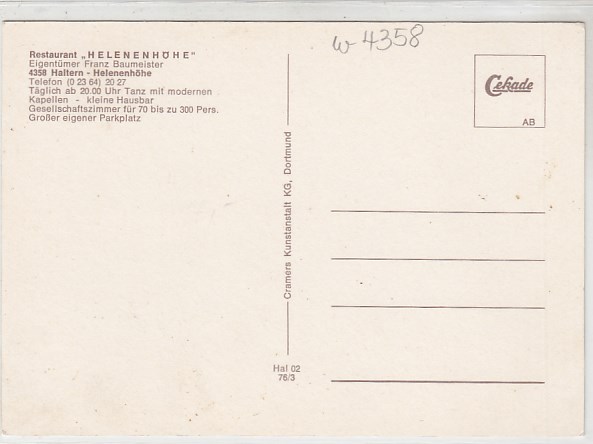 Restaurant „HELENENHÖHE"
Eigentümer Franz Baumeister
4358 Haltern - Helenenhöhe
Telefon (0 23 64) 20 27
Täglich ab 20.00 Uhr Tanz mit modernen
Kapellen - kleine Hausbar
Gesellschaftszimmer für 70 bis zu 300 Pers.
Großer eigener Parkplatz
w 4358
Cekade
AB
Cramers Kunstanstalt KG, Dortmund
Hal 02
76/3